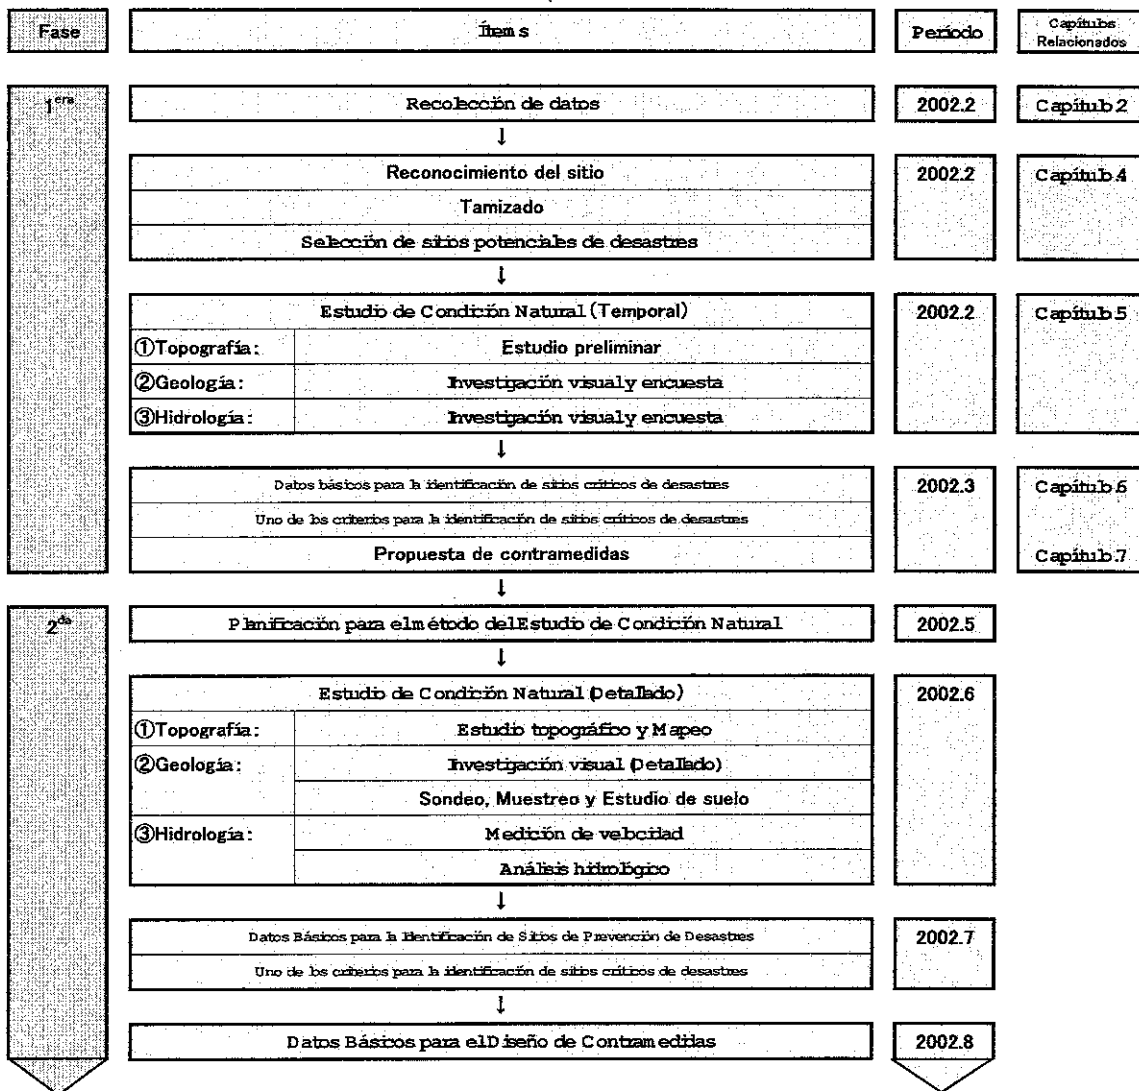 Fase Ítems Período Capítulos Relacionados
1era Recolección de datos 2002.2 Capítulo.2
↓
Reconocimiento del sitio 2002.2 Capítulo.4
Tamizado
Selección de sitios potenciales de desastres
↓
Estudio de Condición Natural (Temporal) 2002.2 Capítulo.5
①Topografía: Estudio preliminar
②Geología: Investigación visual y encuesta
③Hidrología: Investigación visual y encuesta
↓
Datos básicos para la identificación de sitios críticos de desastres 2002.3 Capítulo.6
Uno de los criterios para la identificación de sitios críticos de desastres
Propuesta de contramedidas Capítulo.7
↓
2da Planificación para el método del Estudio de Condición Natural 2002.5
↓
Estudio de Condición Natural (Detallado) 2002.6
①Topografía: Estudio topográfico y Mapeo
②Geología: Investigación visual (Detallado)
Sondeo, Muestreo y Estudio de suelo
③Hidrología: Medición de velocidad
Análisis hidrológico
↓
Datos Básicos para la Identificación de Sitios de Prevención de Desastres 2002.7
Uno de los criterios para la identificación de sitios críticos de desastres
↓
Datos Básicos para el Diseño de Contramedidas 2002.8